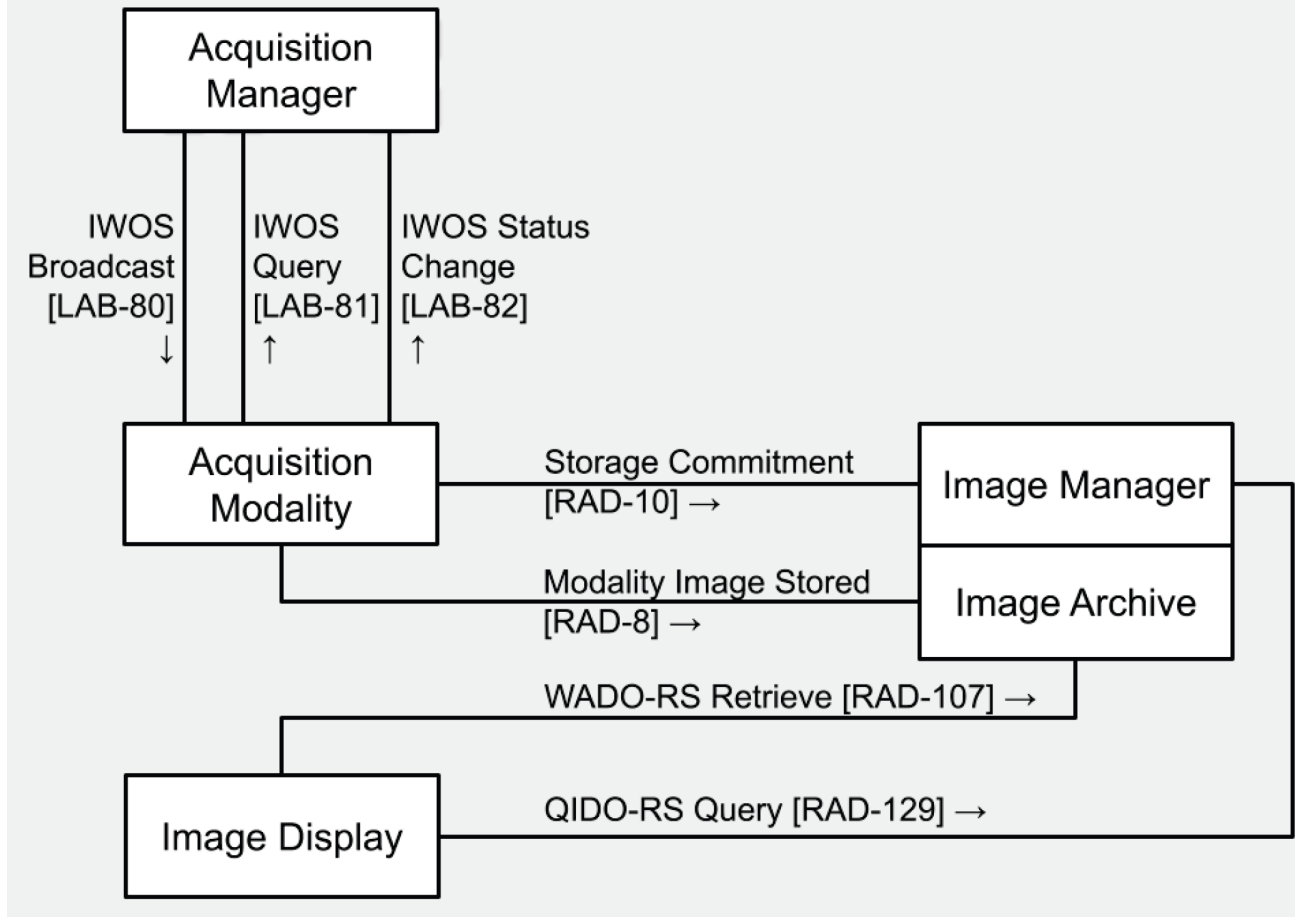 Acquisition
Manager
IWOS
Broadcast
[LAB-80]
↓
IWOS
Query
[LAB-81]
↑
IWOS Status
Change
[LAB-82]
↑
Acquisition
Modality
Storage Commitment
[RAD-10] →
Image Manager
Modality Image Stored
[RAD-8] →
Image Archive
WADO-RS Retrieve [RAD-107] →
Image Display
QIDO-RS Query [RAD-129] →